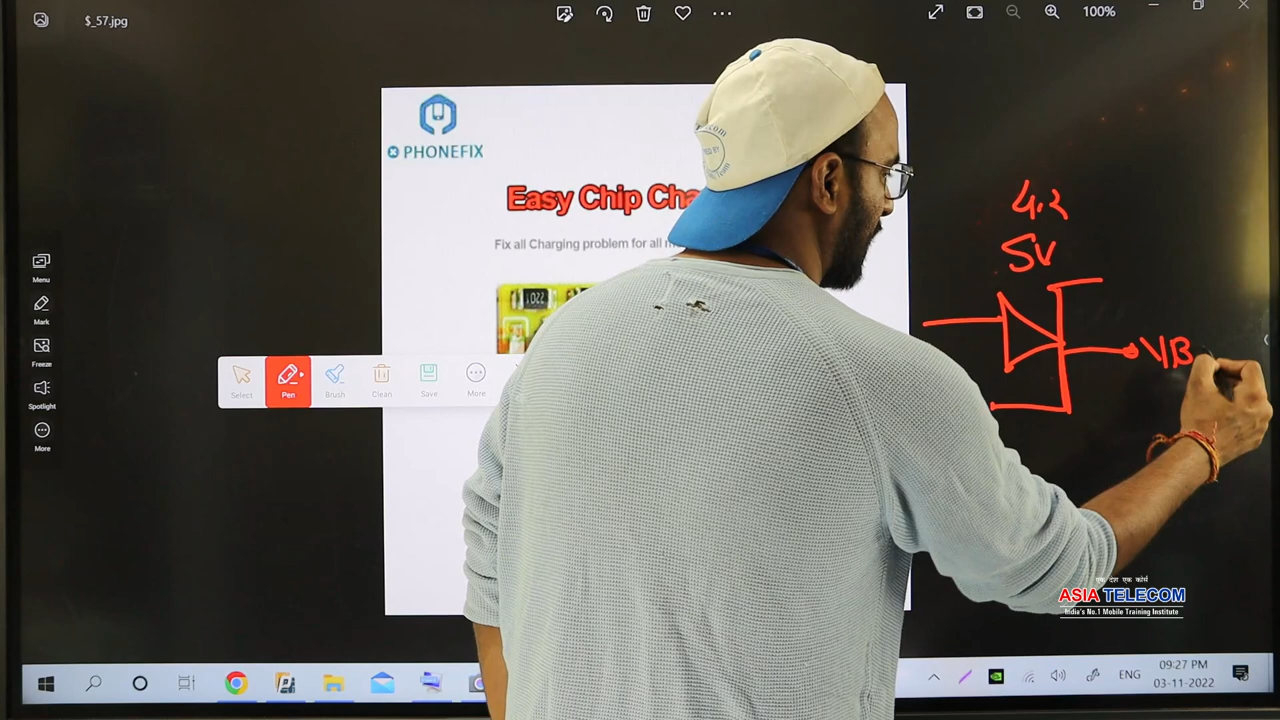 $_57.jpg
100%
PHONEFIX
Easy Chip Cha
Fix all Charging problem for all m
4.2
5V
VB
Menu
Mark
Freeze
Spotlight
More
Select
Pen
Brush
Clean
Save
More
एक देश एक कोर्स
ASIA TELECOM
India's No.1 Mobile Training Institute
ENG
09:27 PM
03-11-2022